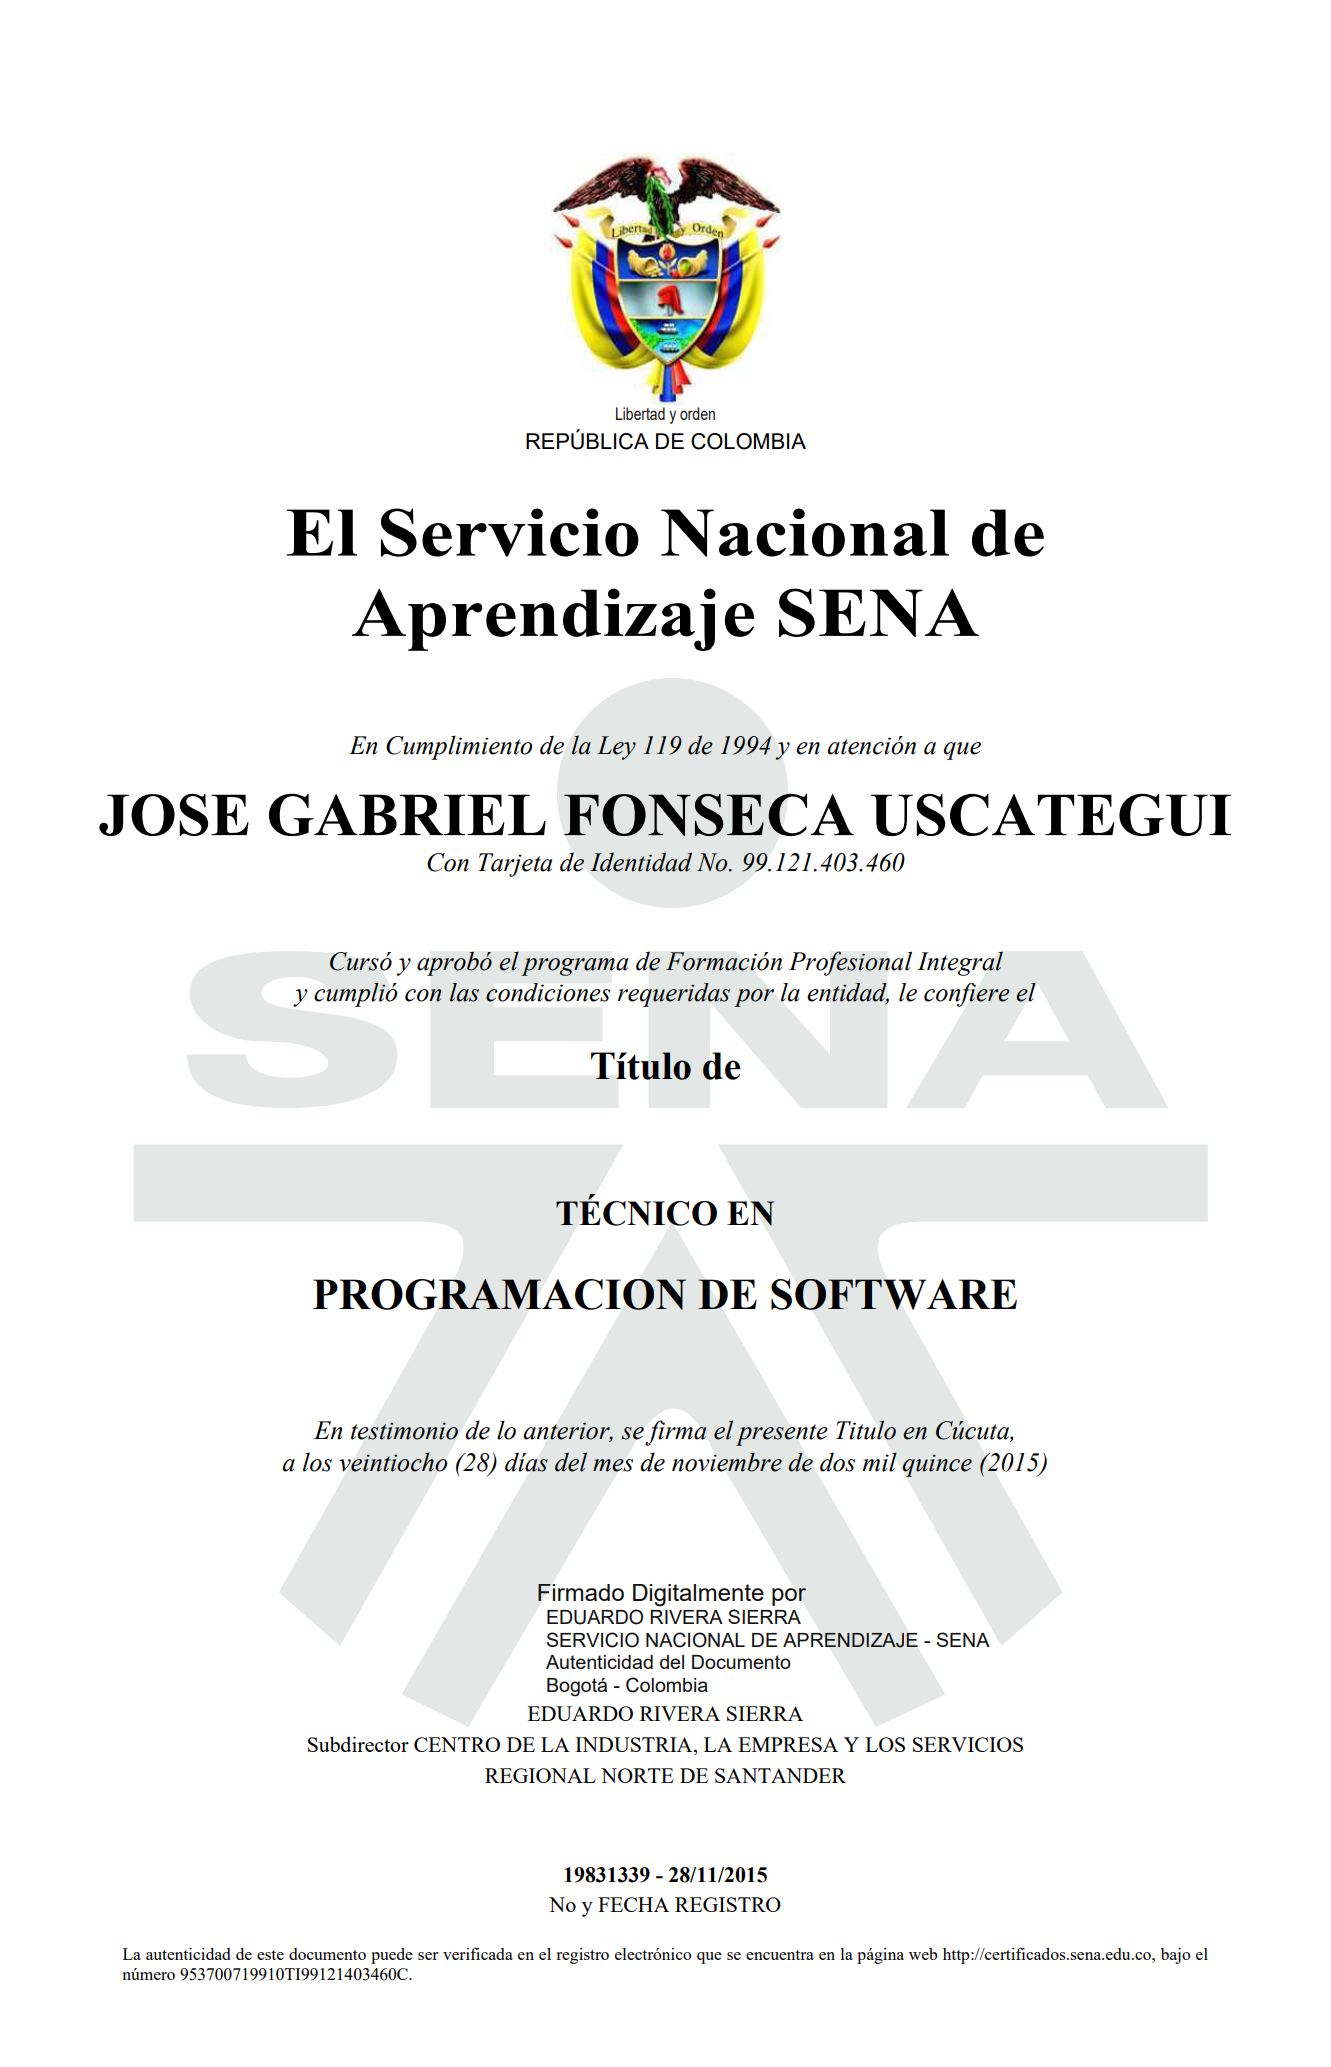 Libertad y Orden
Libertad y orden
REPÚBLICA DE COLOMBIA
El Servicio Nacional de
Aprendizaje SENA
En Cumplimiento de la Ley 119 de 1994 y en atención a que
JOSE GABRIEL FONSECA USCATEGUI
Con Tarjeta de Identidad No. 99.121.403.460
Cursó y aprobó el programa de Formación Profesional Integral
y cumplió con las condiciones requeridas por la entidad, le confiere el
SENA
Título de
TÉCNICO EN
PROGRAMACION DE SOFTWARE
En testimonio de lo anterior, se firma el presente Titulo en Cúcuta,
a los veintiocho (28) días del mes de noviembre de dos mil quince (2015)
Firmado Digitalmente por
EDUARDO RIVERA SIERRA
SERVICIO NACIONAL DE APRENDIZAJE - SENA
Autenticidad del Documento
Bogotá - Colombia
EDUARDO RIVERA SIERRA
Subdirector CENTRO DE LA INDUSTRIA, LA EMPRESA Y LOS SERVICIOS
REGIONAL NORTE DE SANTANDER
19831339 - 28/11/2015
No y FECHA REGISTRO
La autenticidad de este documento puede ser verificada en el registro electrónico que se encuentra en la página web http://certificados.sena.edu.co, bajo el
número 953700719910TI99121403460C.